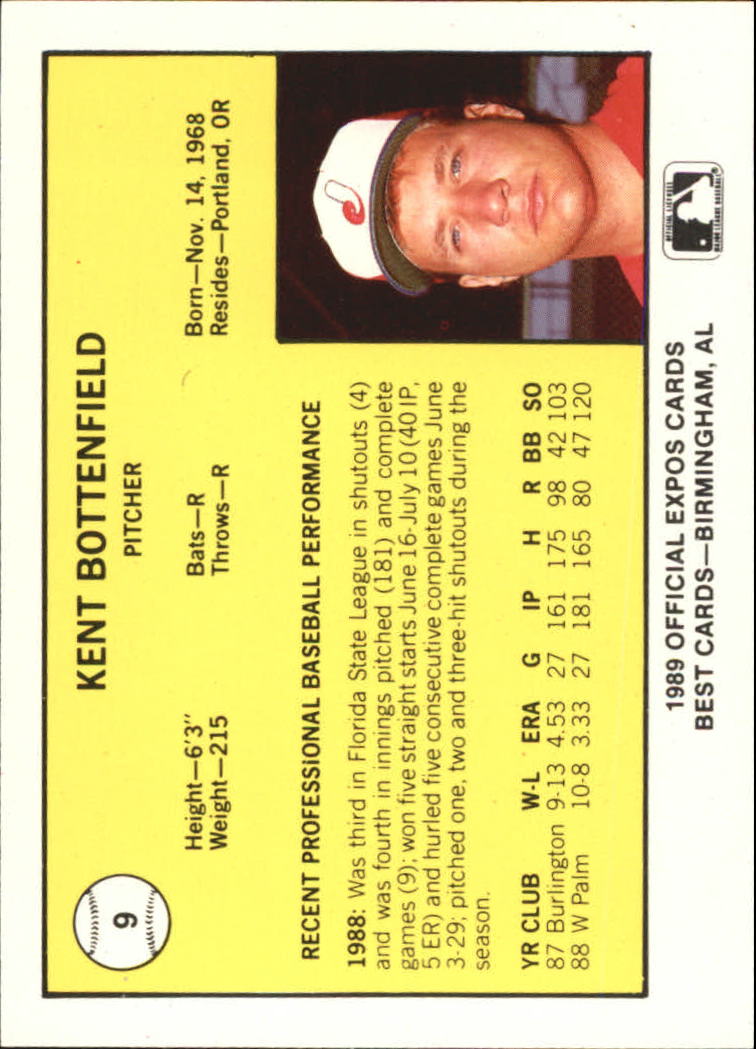 9
KENT BOTTENFIELD
PITCHER
Height—6'3"
Weight—215
Bats—R
Throws—R
Born—Nov. 14, 1968
Resides—Portland, OR
RECENT PROFESSIONAL BASEBALL PERFORMANCE
1988: Was third in Florida State League in shutouts (4)
and was fourth in innings pitched (181) and complete
games (9); won five straight starts June 16-July 10 (40 IP,
5 ER) and hurled five consecutive complete games June
3-29; pitched one, two and three-hit shutouts during the
season.
YR CLUB W-L ERA G IP H R BB SO
87 Burlington 9-13 4.53 27 161 175 98 42 103
88 W Palm 10-8 3.33 27 181 165 80 47 120
1989 OFFICIAL EXPOS CARDS
BEST CARDS—BIRMINGHAM, AL
OFFICIAL LICENSEE
MAJOR LEAGUE BASEBALL®